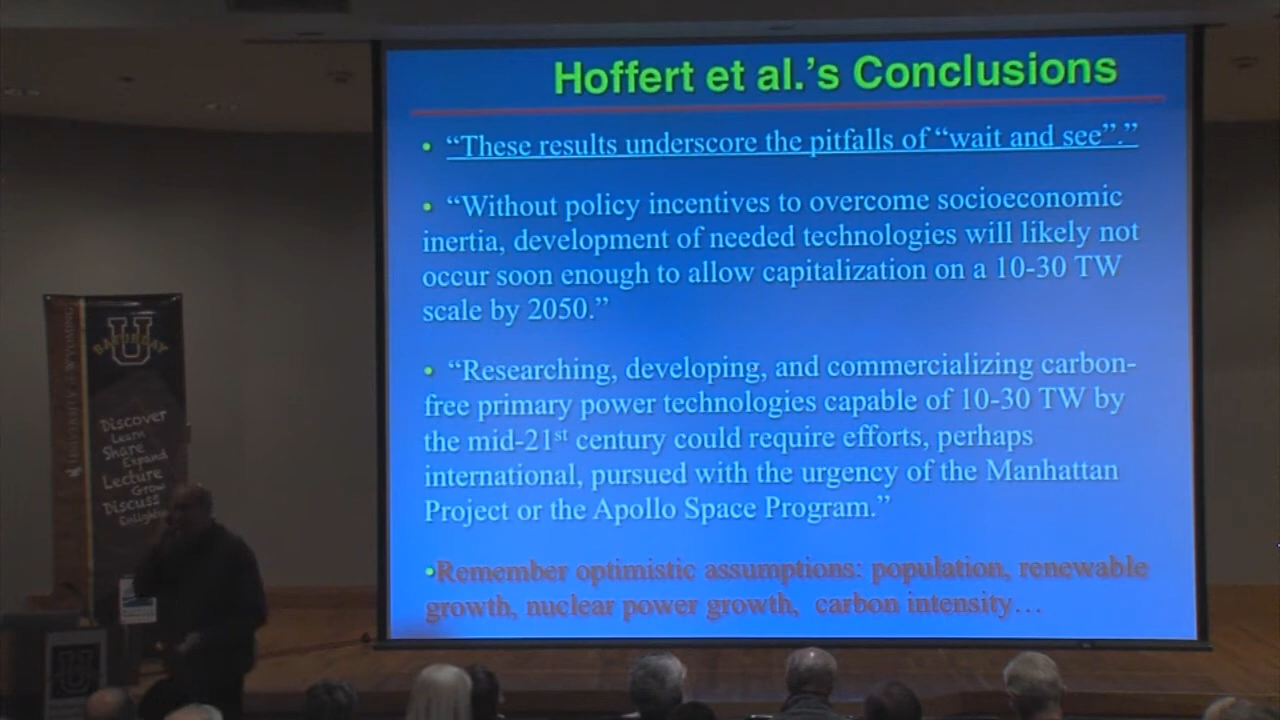 Hoffert et al.’s Conclusions
• “These results underscore the pitfalls of “wait and see”.”
• “Without policy incentives to overcome socioeconomic
inertia, development of needed technologies will likely not
occur soon enough to allow capitalization on a 10-30 TW
scale by 2050.”
• “Researching, developing, and commercializing carbon-
free primary power technologies capable of 10-30 TW by
the mid-21st century could require efforts, perhaps
international, pursued with the urgency of the Manhattan
Project or the Apollo Space Program.”
•Remember optimistic assumptions: population, renewable
growth, nuclear power growth, carbon intensity…
UNIVERSITY OF WYOMING
U
SATURDAY
Discover
Learn
Share
Expand
Lecture
Grow
Discuss
U